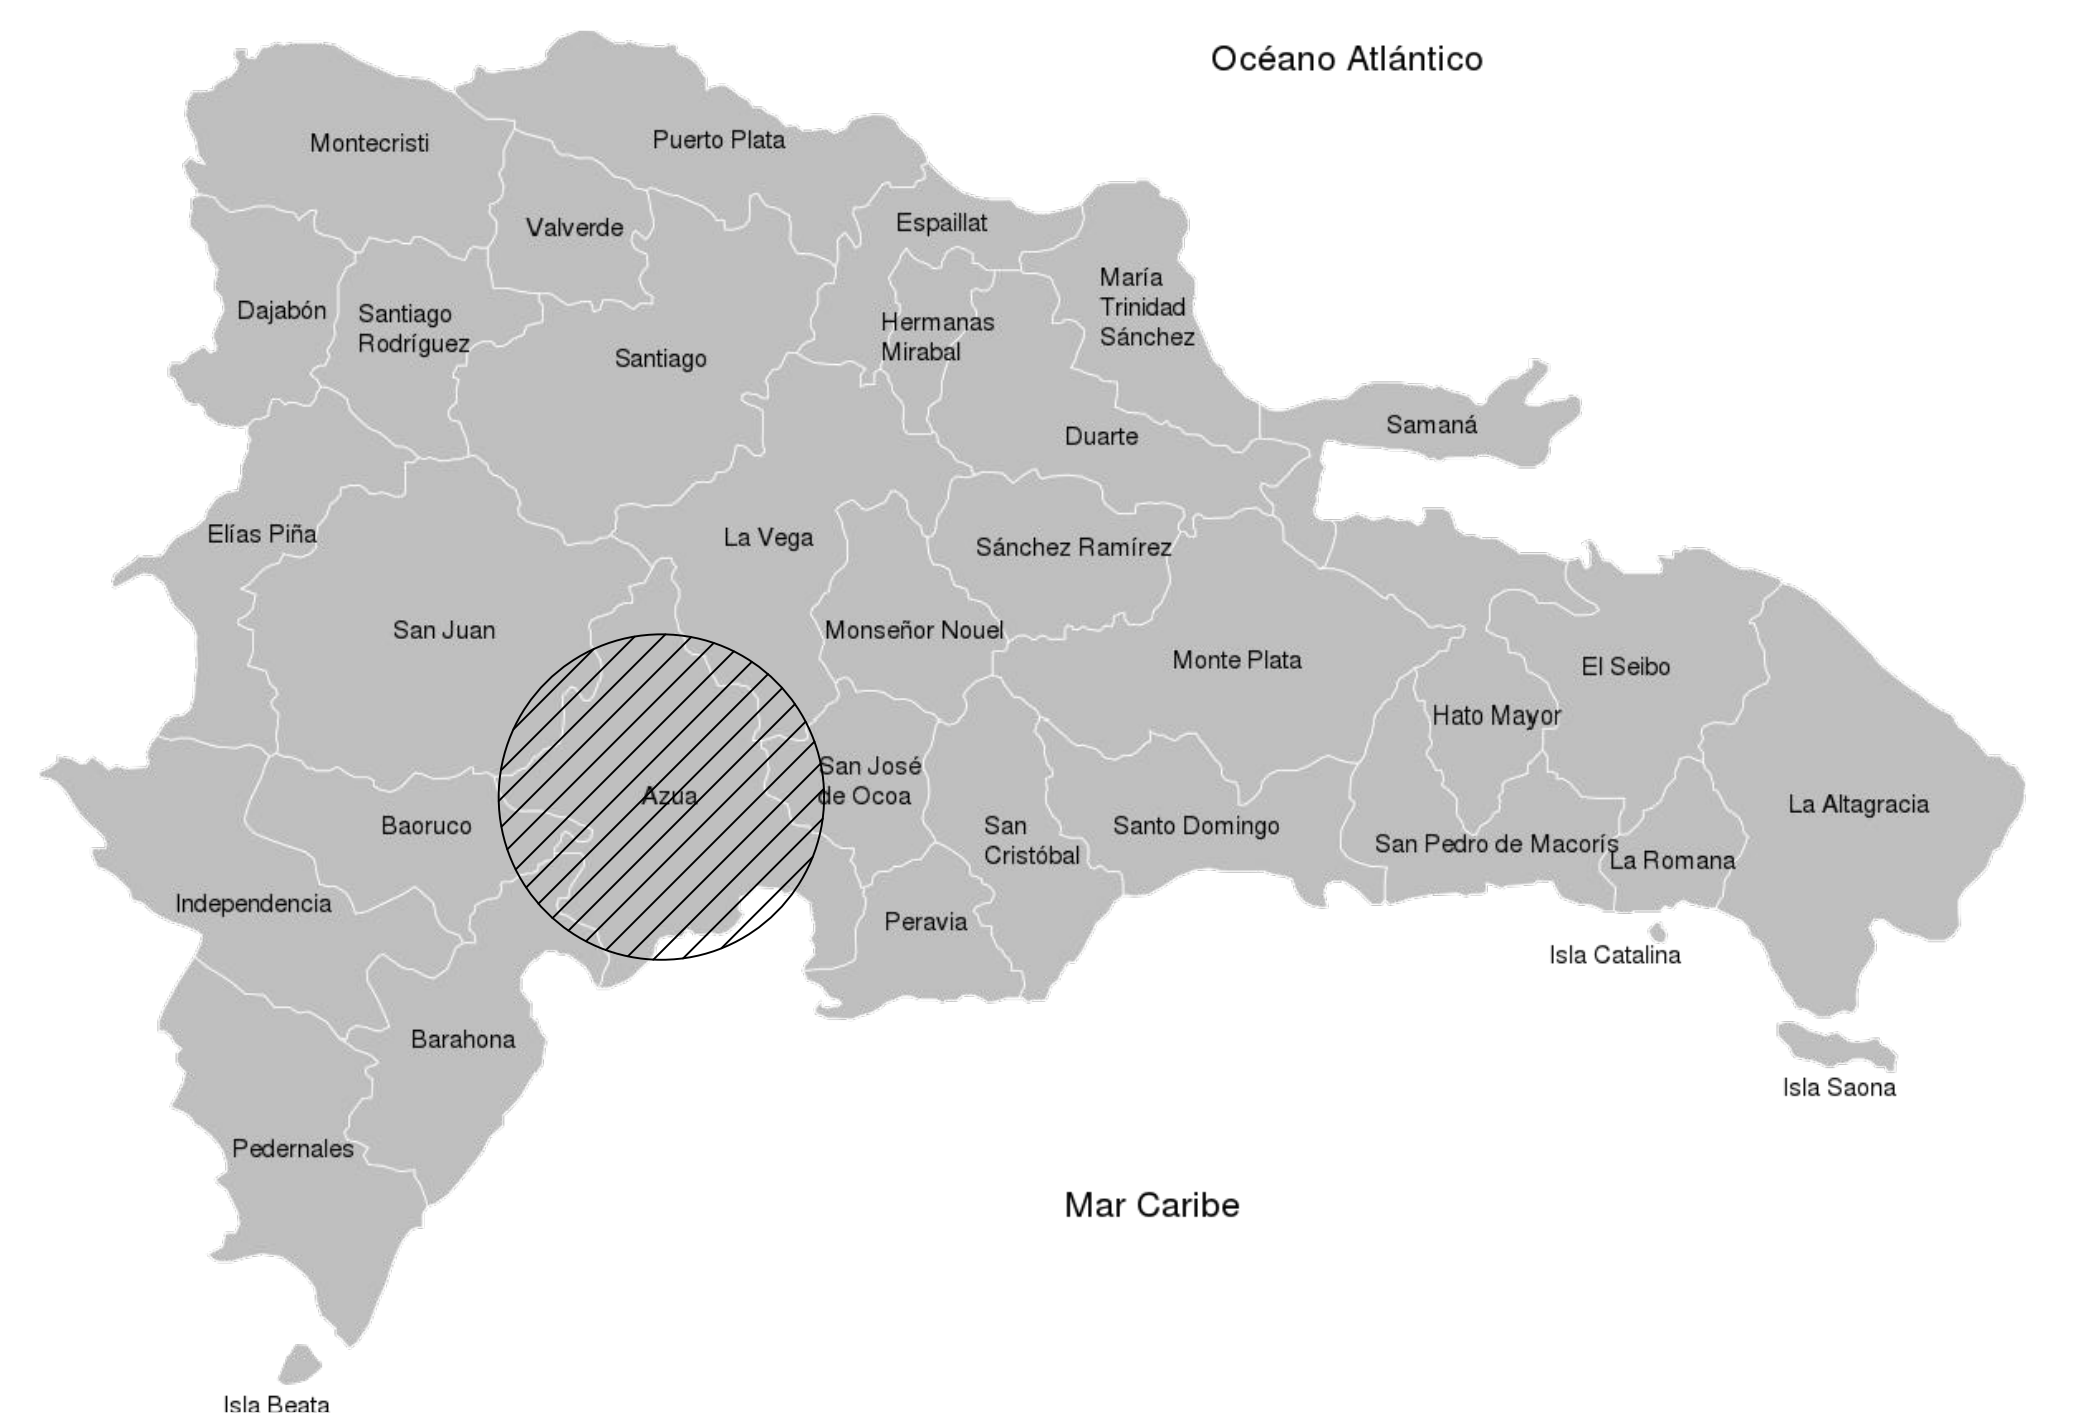 Océano Atlántico
Montecristi
Puerto Plata
Valverde
Espaillat
María
Trinidad
Sánchez
Dajabón
Santiago
Rodríguez
Santiago
Hermanas
Mirabal
Samaná
Duarte
Elías Piña
La Vega
Sánchez Ramírez
San Juan
Monseñor Nouel
Monte Plata
El Seibo
Hato Mayor
San José
de Ocoa
Azua
La Altagracia
Baoruco
San
Cristóbal
Santo Domingo
San Pedro de Macorís
La Romana
Independencia
Peravia
Isla Catalina
Barahona
Isla Saona
Pedernales
Mar Caribe
Isla Beata